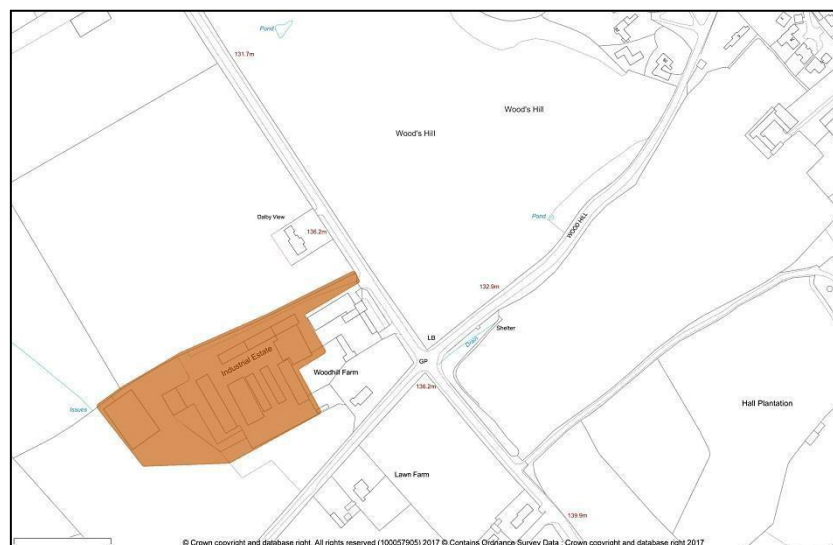 Pond
131.7m
Wood's Hill
Wood's Hill
Dalby View
138.2m
Pond
WOOD HILL
132.9m
LB
Shelter
Drain
GP
136.2m
Industrial Estate
Woodhill Farm
Issues
Hall Plantation
Lawn Farm
139.9m
© Crown copyright and database right. All rights reserved (100057905) 2017 © Contains Ordnance Survey Data : Crown copyright and database right 2017